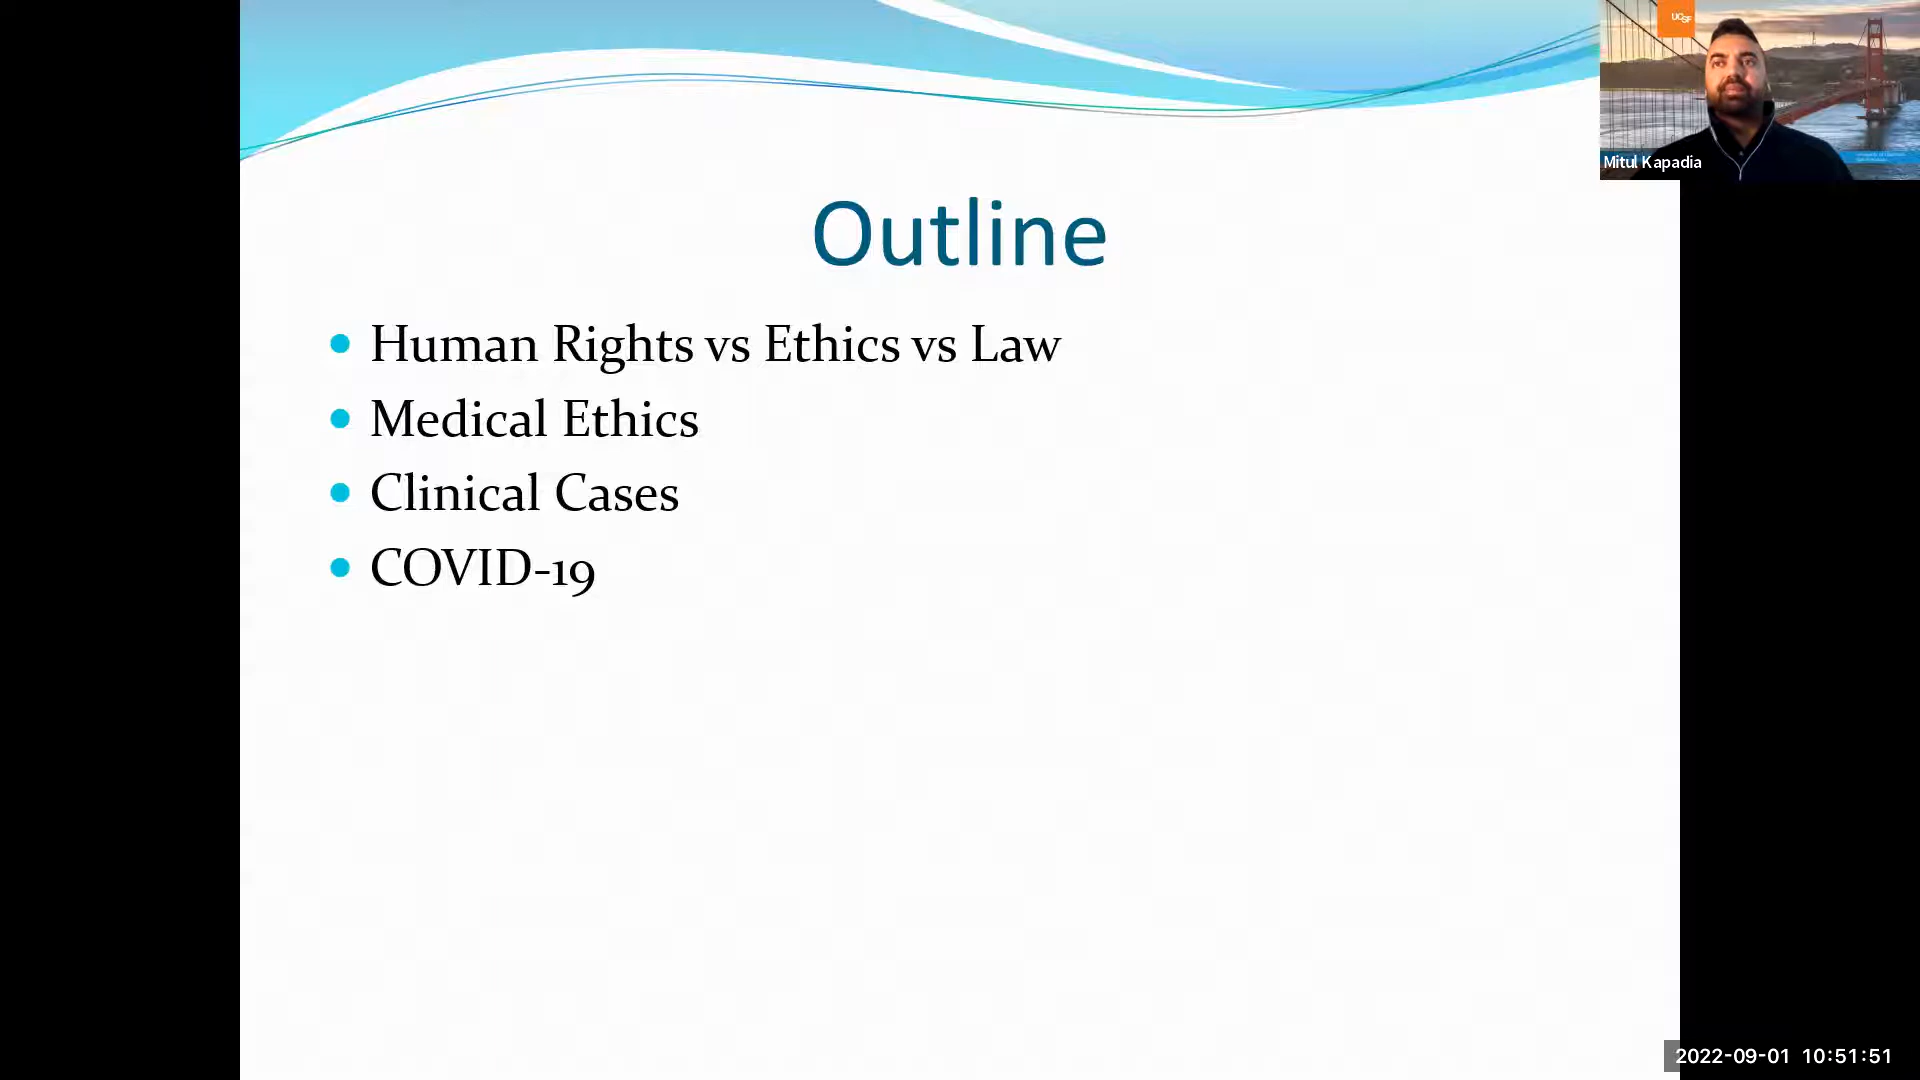 UCSF
Mitul Kapadia
Outline
Human Rights vs Ethics vs Law
Medical Ethics
Clinical Cases
COVID-19
2022-09-01 10:51:51